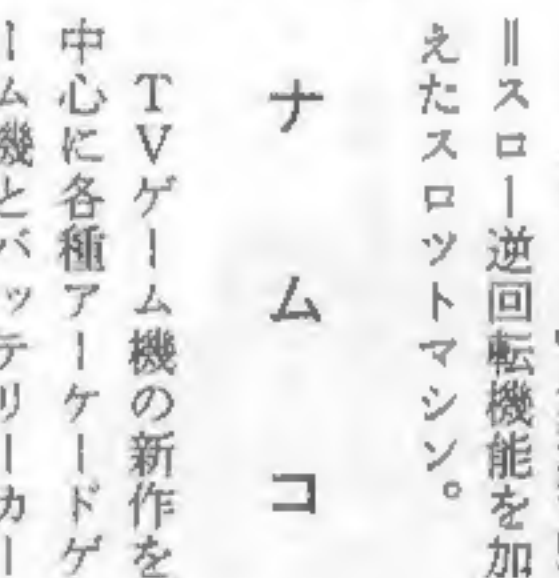 ＝スロー逆回転機能を加
えたスロットマシン。
ナムコ
TVゲーム機の新作を
中心に各種アーケードゲ
ーム機とバッテリーカー